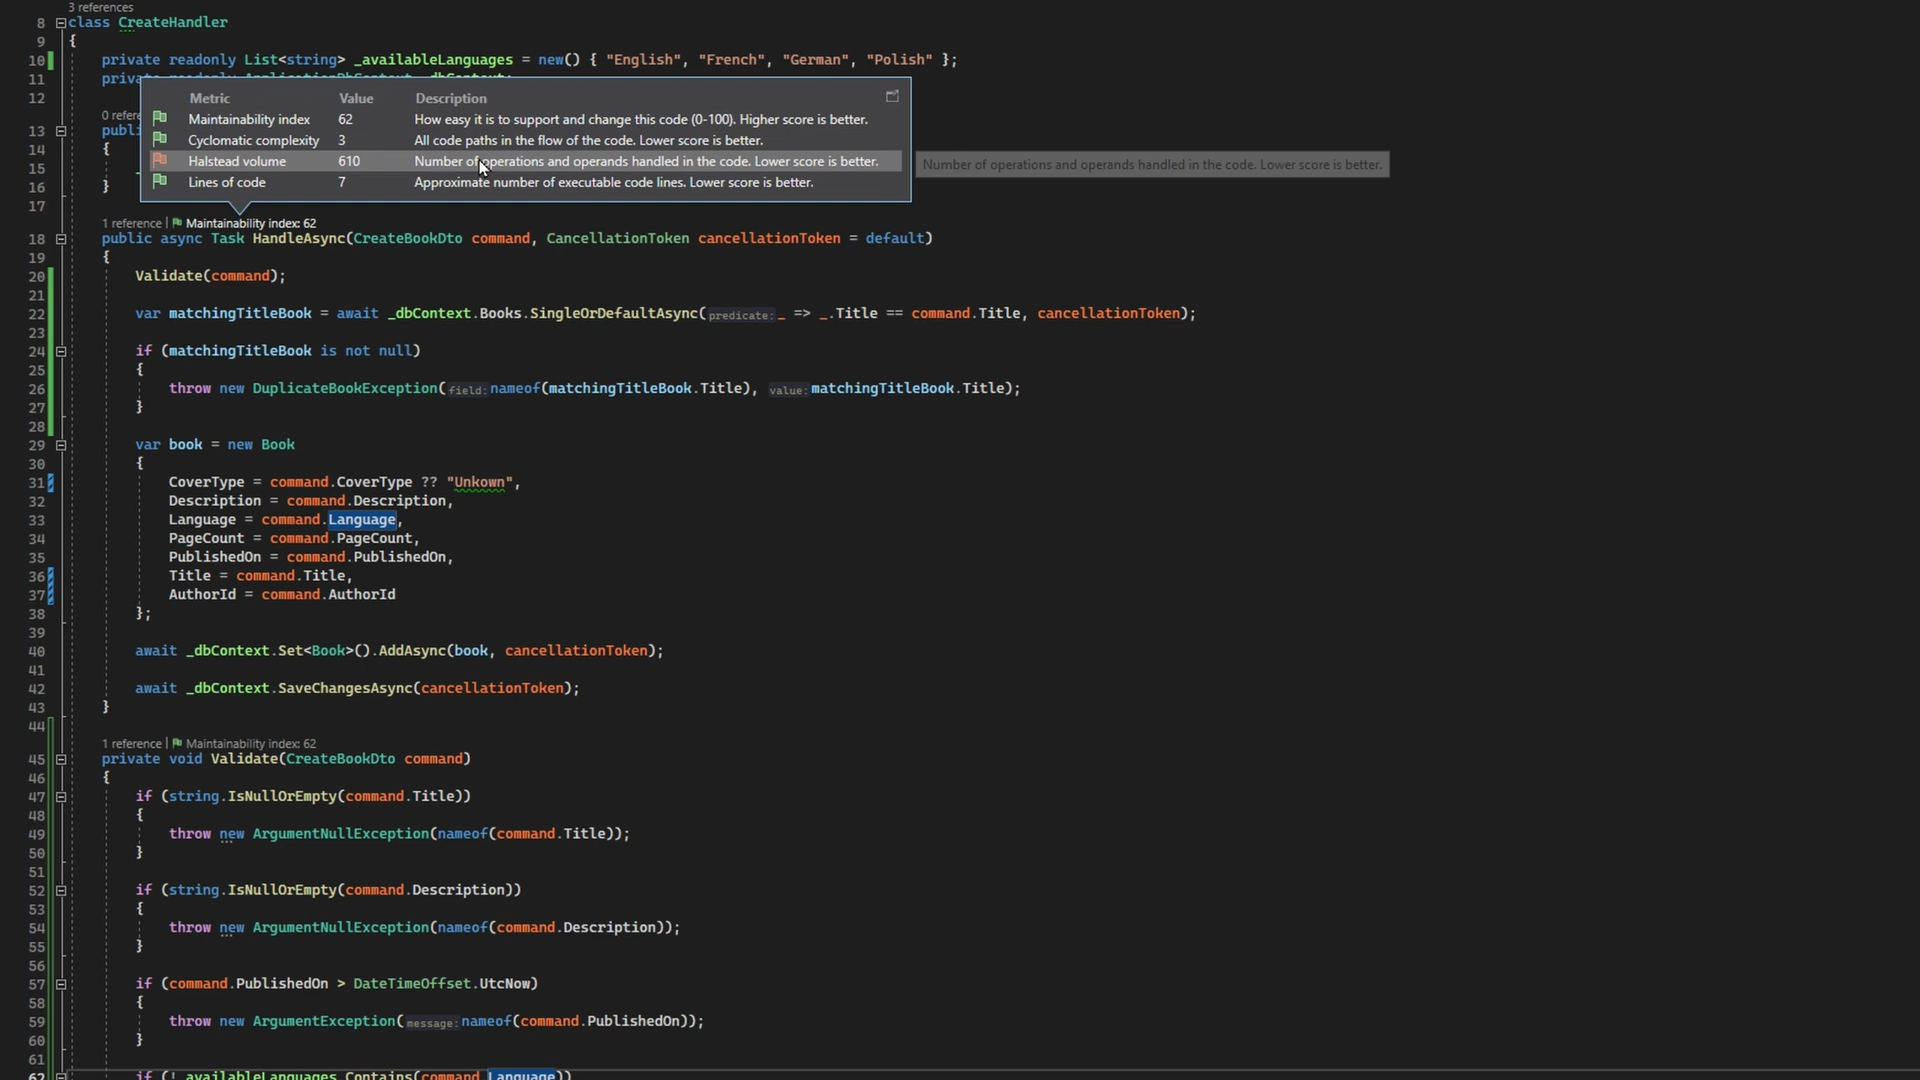 3 references
8 class CreateHandler
9 {
10 private readonly List<string> _availableLanguages = new() { "English", "French", "German", "Polish" };
11 private readonly ApplicationDbContext _dbContext;
12
Metric Value Description
Maintainability index 62 How easy it is to support and change this code (0-100). Higher score is better.
Cyclomatic complexity 3 All code paths in the flow of the code. Lower score is better.
Halstead volume 610 Number of operations and operands handled in the code. Lower score is better.
Lines of code 7 Approximate number of executable code lines. Lower score is better.
Number of operations and operands handled in the code. Lower score is better.
0 refere
13 publi
14 {
15
16 }
17
1 reference | Maintainability index: 62
18 public async Task HandleAsync(CreateBookDto command, CancellationToken cancellationToken = default)
19 {
20 Validate(command);
21
22 var matchingTitleBook = await _dbContext.Books.SingleOrDefaultAsync(predicate:_ => _.Title == command.Title, cancellationToken);
23
24 if (matchingTitleBook is not null)
25 {
26 throw new DuplicateBookException(field:nameof(matchingTitleBook.Title), value:matchingTitleBook.Title);
27 }
28
29 var book = new Book
30 {
31 CoverType = command.CoverType ?? "Unkown",
32 Description = command.Description,
33 Language = command.Language,
34 PageCount = command.PageCount,
35 PublishedOn = command.PublishedOn,
36 Title = command.Title,
37 AuthorId = command.AuthorId
38 };
39
40 await _dbContext.Set<Book>().AddAsync(book, cancellationToken);
41
42 await _dbContext.SaveChangesAsync(cancellationToken);
43 }
44
1 reference | Maintainability index: 62
45 private void Validate(CreateBookDto command)
46 {
47 if (string.IsNullOrEmpty(command.Title))
48 {
49 throw new ArgumentNullException(nameof(command.Title));
50 }
51
52 if (string.IsNullOrEmpty(command.Description))
53 {
54 throw new ArgumentNullException(nameof(command.Description));
55 }
56
57 if (command.PublishedOn > DateTimeOffset.UtcNow)
58 {
59 throw new ArgumentException(message:nameof(command.PublishedOn));
60 }
61
62 if (!_availableLanguages.Contains(command.Language))